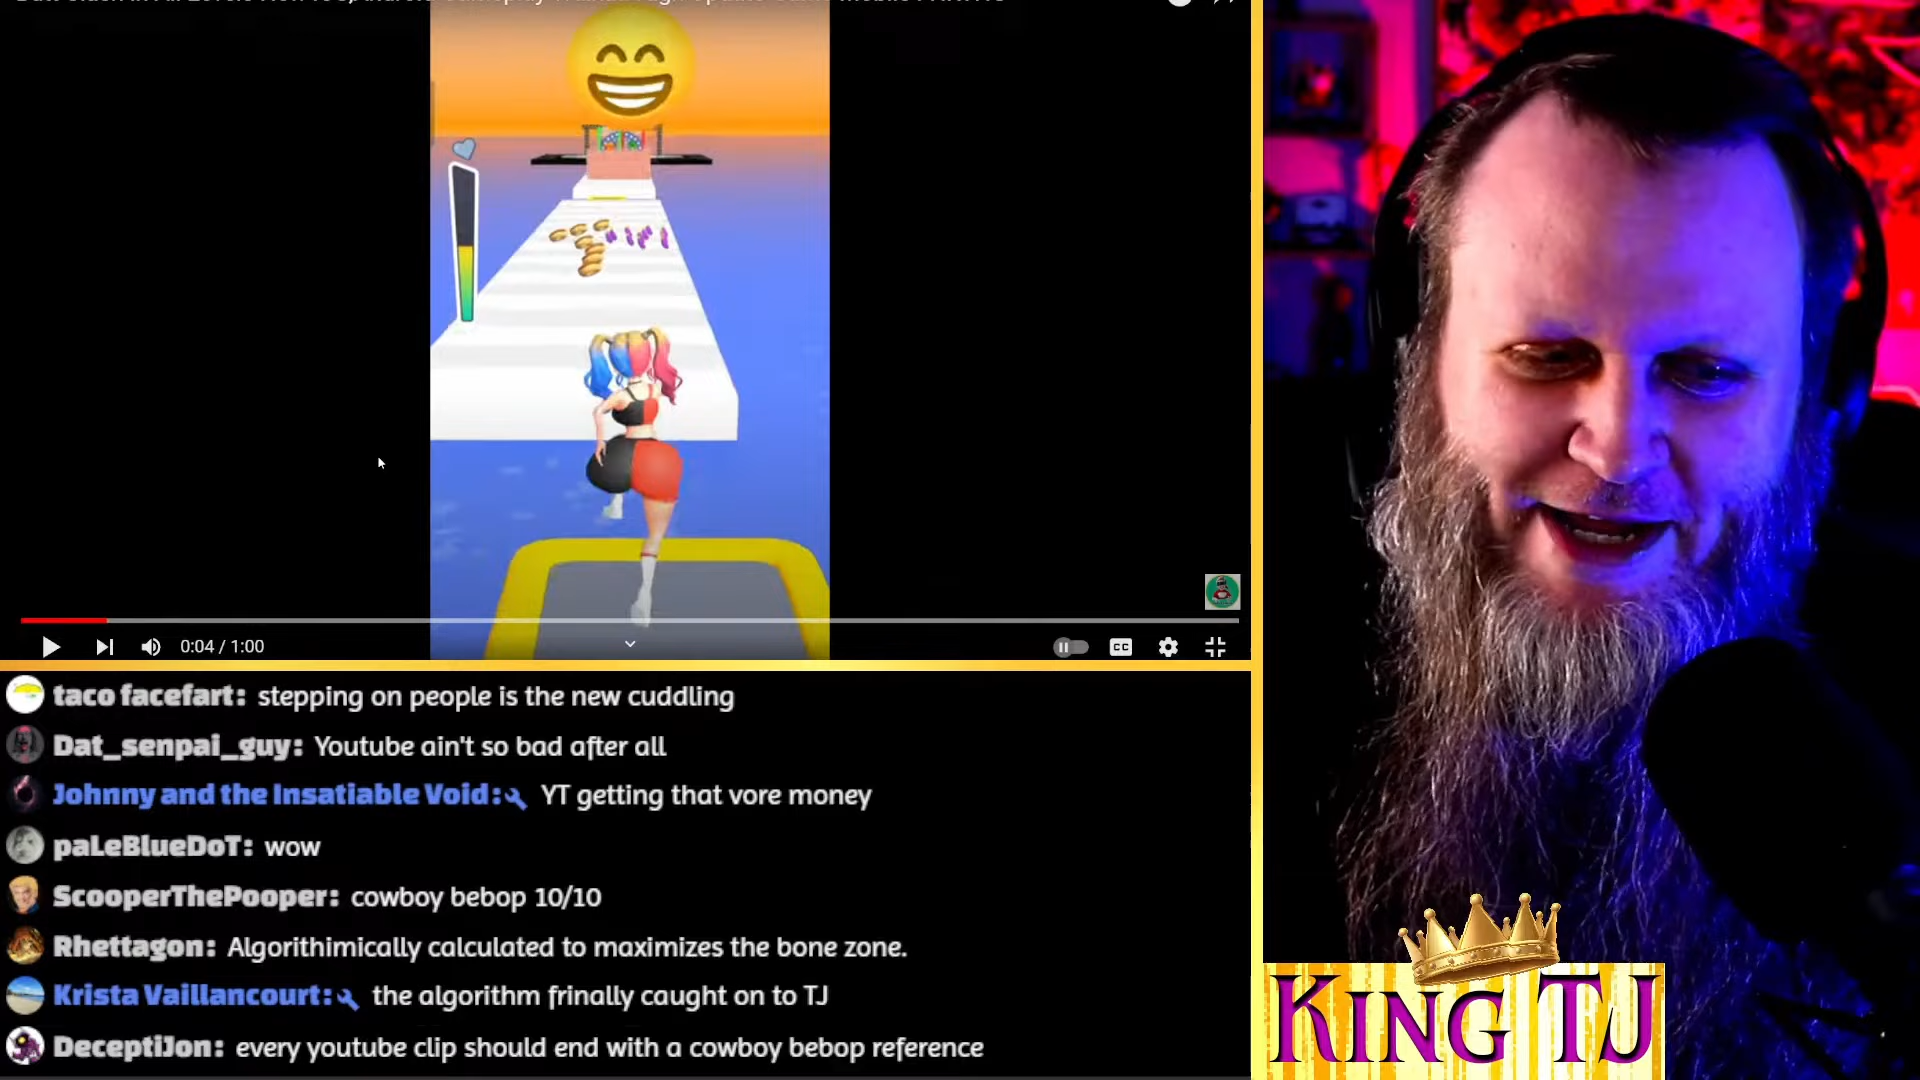 0:04 / 1:00
CC
taco facefart: stepping on people is the new cuddling
Dat_senpai_guy: Youtube ain't so bad after all
Johnny and the Insatiable Void: YT getting that vore money
paLeBlueDoT: wow
ScooperThePooper: cowboy bebop 10/10
Rhettagon: Algorithimically calculated to maximizes the bone zone.
Krista Vaillancourt: the algorithm frinally caught on to TJ
DeceptiJon: every youtube clip should end with a cowboy bebop reference
KING TJ